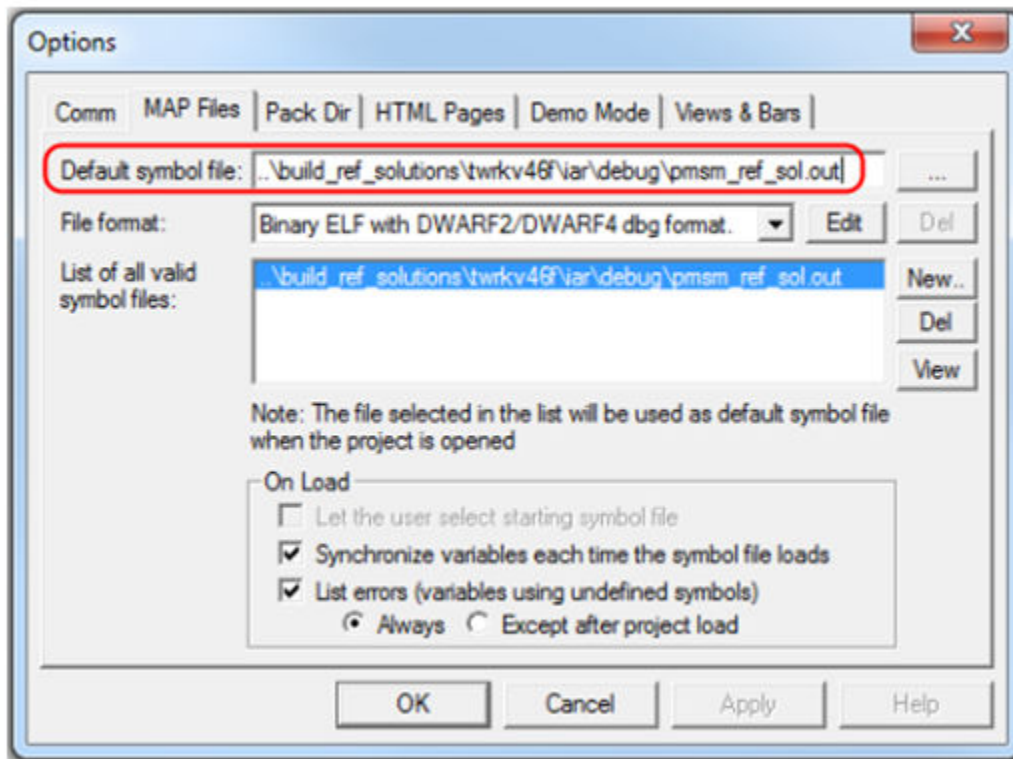 Options
Comm MAP Files Pack Dir HTML Pages Demo Mode Views & Bars
Default symbol file: ..\build_ref_solutions\twrkv46f\iar\debug\pmsm_ref_sol.out ...
File format: Binary ELF with DWARF2/DWARF4 dbg format. Edit Del
List of all valid
symbol files:
..\build_ref_solutions\twrkv46f\iar\debug\pmsm_ref_sol.out
New..
Del
View
Note: The file selected in the list will be used as default symbol file
when the project is opened
On Load
Let the user select starting symbol file
Synchronize variables each time the symbol file loads
List errors (variables using undefined symbols)
Always Except after project load
OK Cancel Apply Help